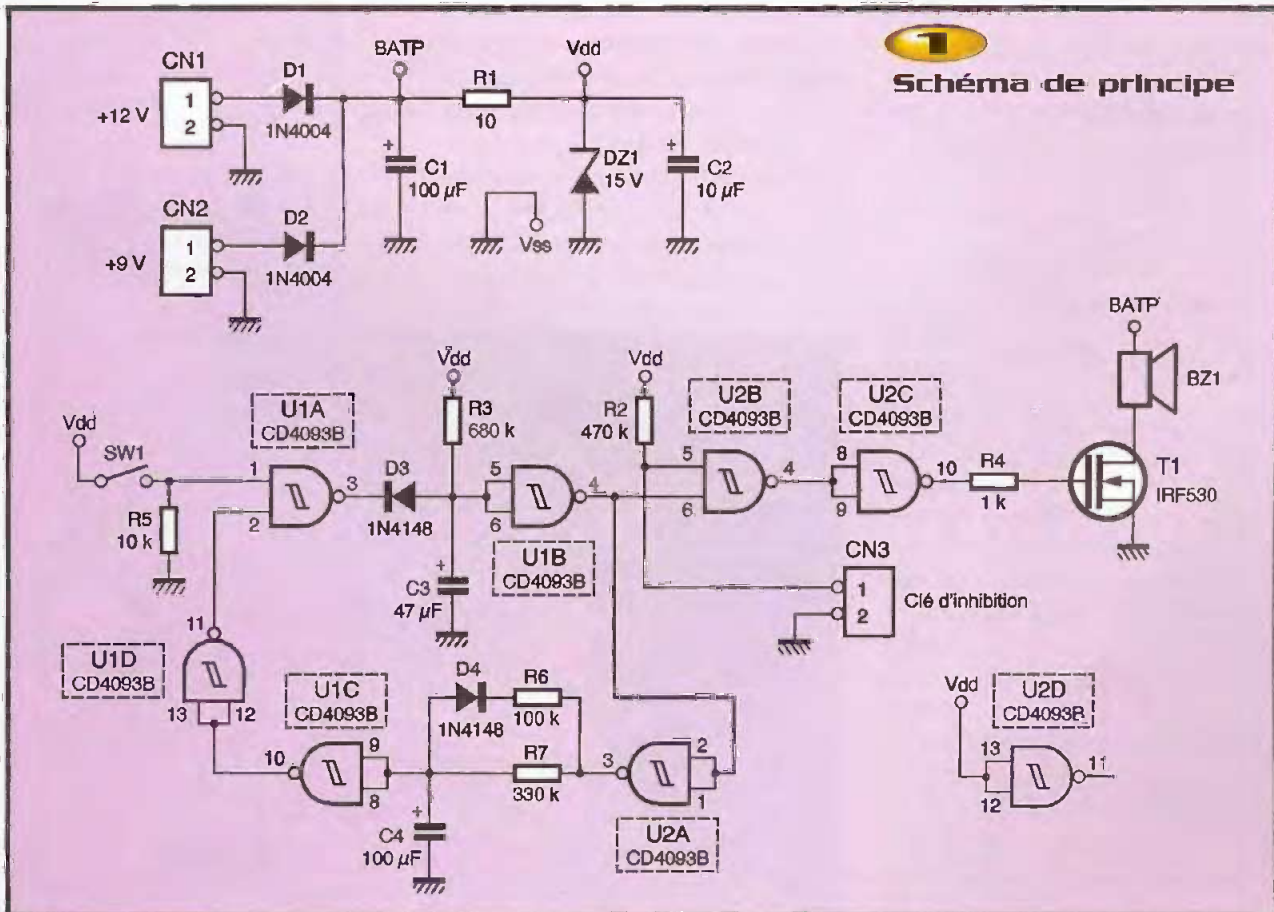 1
Schéma de principe
CN1
+12 V
1
2
D1
1N4004
BATP
R1
10
Vdd
+
C1
100 µF
DZ1
15 V
+
C2
10 µF
Vss
CN2
+9 V
1
2
D2
1N4004
Vdd
SW1
R5
10 k
U1A
CD4093B
1
2
3
D3
1N4148
Vdd
R3
680 k
+
C3
47 µF
5
6
4
U1B
CD4093B
Vdd
R2
470 k
U2B
CD4093B
5
6
4
U2C
CD4093B
8
9
10
R4
1 k
BATP
BZ1
T1
IRF530
CN3
1
2
Clé d'inhibition
11
U1D
CD4093B
13
12
U1C
CD4093B
10
9
8
D4
1N4148
R6
100 k
R7
330 k
+
C4
100 µF
3
2
1
U2A
CD4093B
Vdd
U2D
CD4093B
13
12
11